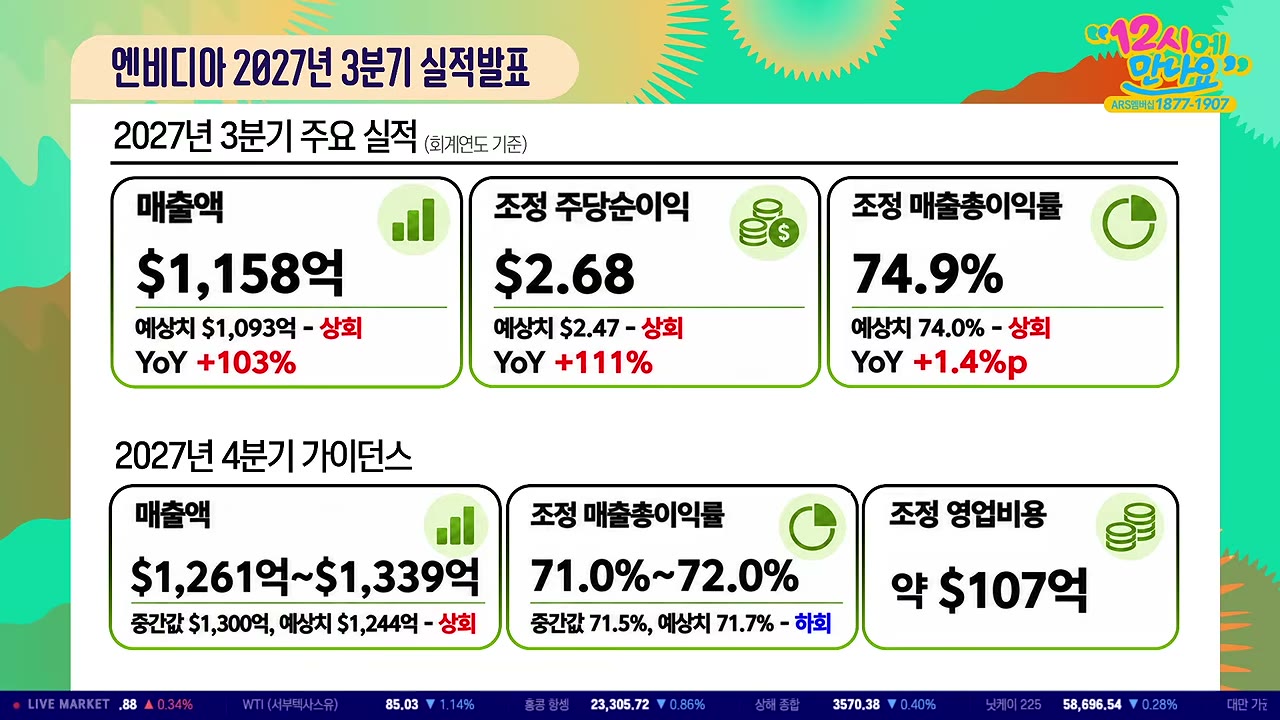 엔비디아 2027년 3분기 실적발표
“12시에 만나요”
ARS멤버십 1877-1907
2027년 3분기 주요 실적 (회계연도 기준)
매출액
$1,158억
예상치 $1,093억 - 상회
YoY +103%
조정 주당순이익
$2.68
예상치 $2.47 - 상회
YoY +111%
조정 매출총이익률
74.9%
예상치 74.0% - 상회
YoY +1.4%p
2027년 4분기 가이던스
매출액
$1,261억~$1,339억
중간값 $1,300억, 예상치 $1,244억 - 상회
조정 매출총이익률
71.0%~72.0%
중간값 71.5%, 예상치 71.7% - 하회
조정 영업비용
약 $107억
LIVE MARKET .88 ▲ 0.34% WTI (서부텍사스유) 85.03 ▼ 1.14% 홍콩 항셍 23,305.72 ▼ 0.86% 상해 종합 3570.38 ▼ 0.40% 닛케이 225 58,696.54 ▼ 0.28% 대만 가